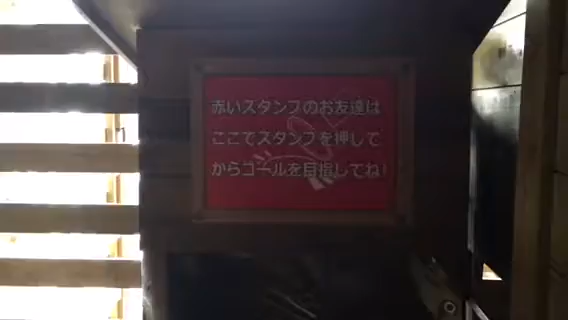 赤いスタンプのお友達は
ここでスタンプを押して
からゴールを目指してね!